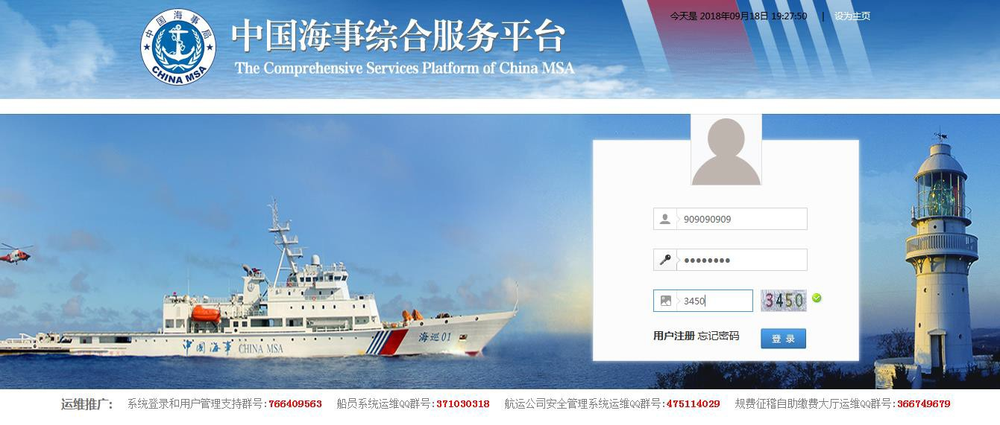 今天是 2018年09月18日 19:27:50 | 设为主页
中国海事局
CHINA MSA
中国海事综合服务平台
The Comprehensive Services Platform of China MSA
909090909
••••••••
3450
3450
用户注册 忘记密码
登 录
中国海事 CHINA MSA
海巡01
运维推广: 系统登录和用户管理支持群号:766409563 船员系统运维QQ群号:371030318 航运公司安全管理系统运维QQ群号:475114029 规费征稽自助缴费大厅运维QQ群号:366749679